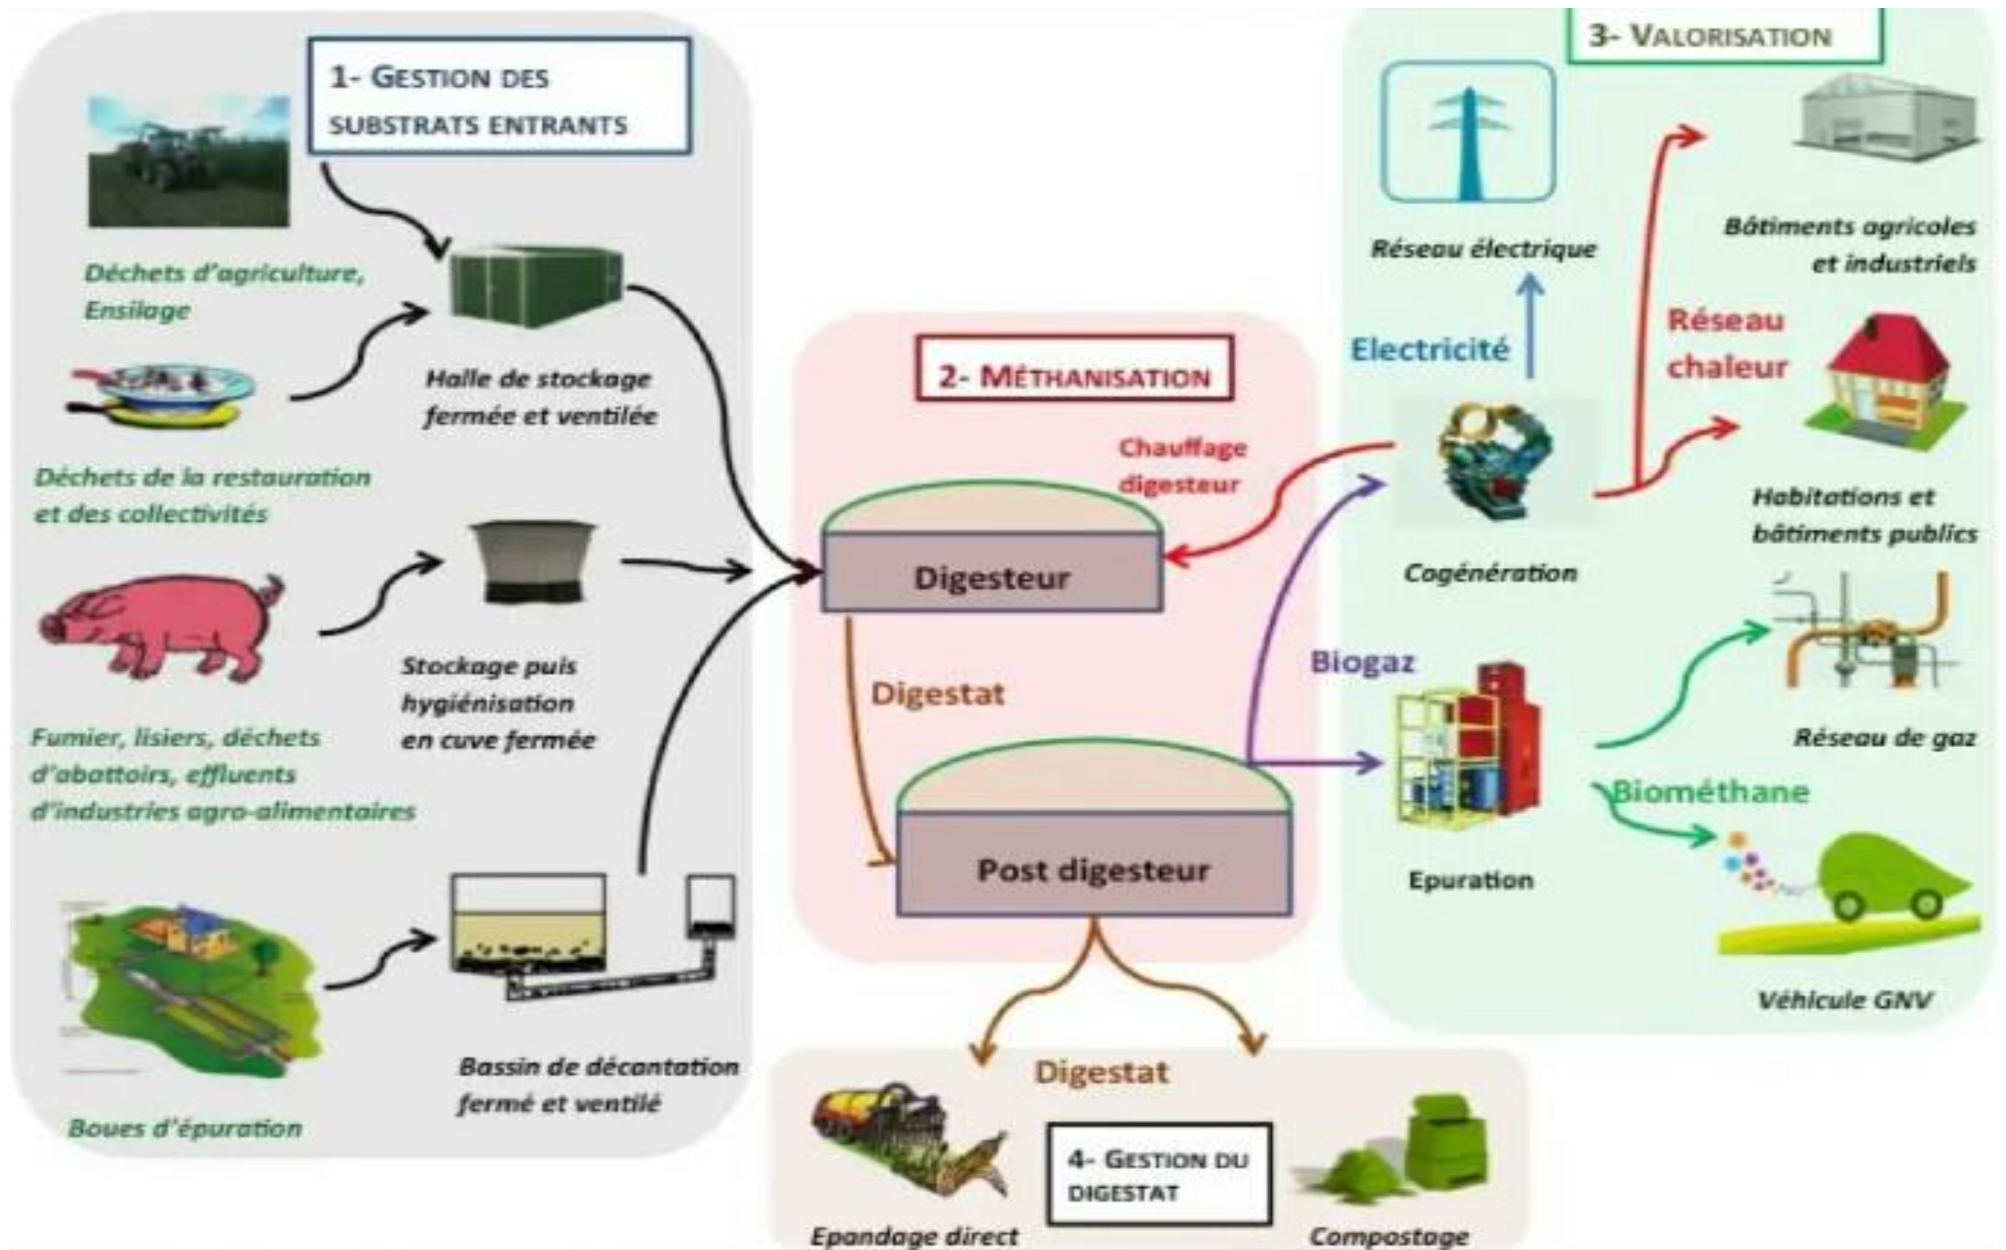 1- GESTION DES
SUBSTRATS ENTRANTS
Déchets d'agriculture,
Ensilage
Halle de stockage
fermée et ventilée
Déchets de la restauration
et des collectivités
Stockage puis
hygiénisation
en cuve fermée
Fumier, lisiers, déchets
d'abattoirs, effluents
d'industries agro-alimentaires
Bassin de décantation
fermé et ventilé
Boues d'épuration
2- MÉTHANISATION
Chauffage
digesteur
Digesteur
Digestat
Post digesteur
3- VALORISATION
Réseau électrique
Bâtiments agricoles
et industriels
Electricité
Réseau
chaleur
Cogénération
Habitations et
bâtiments publics
Biogaz
Réseau de gaz
Biométhane
Epuration
Véhicule GNV
Digestat
4- GESTION DU
DIGESTAT
Epandage direct
Compostage